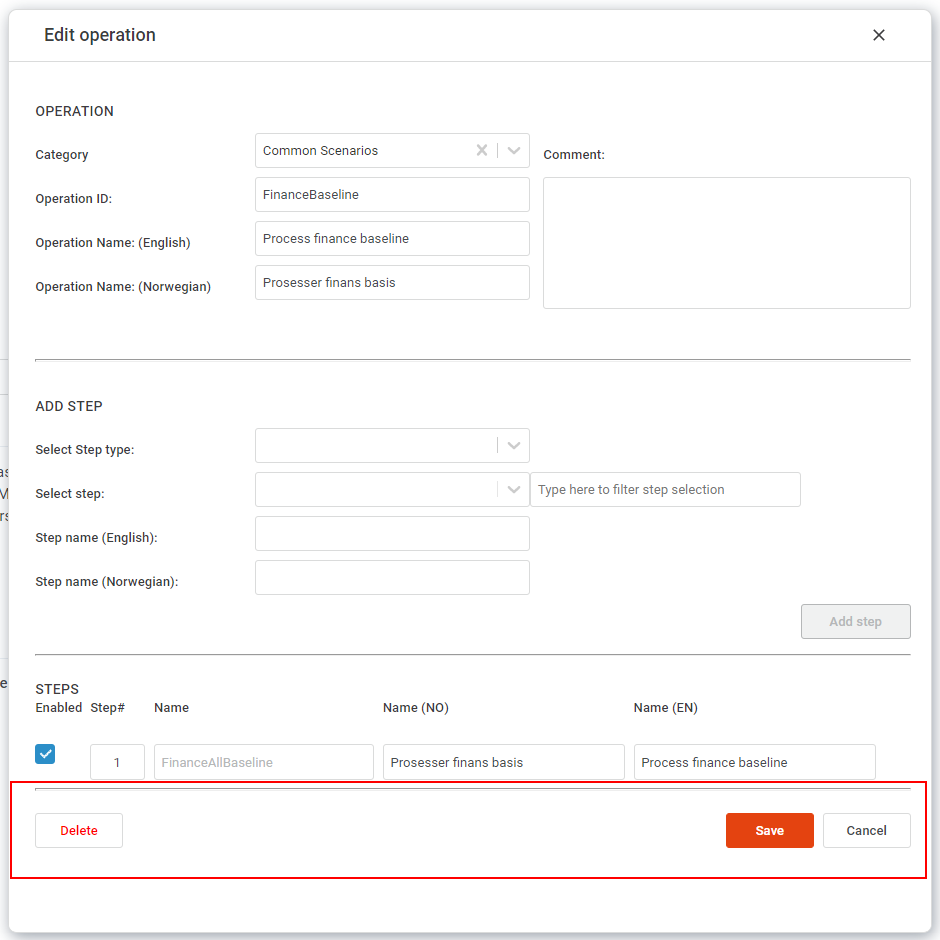 Edit operation
OPERATION
Category
Common Scenarios
Comment:
Operation ID:
FinanceBaseline
Operation Name: (English)
Process finance baseline
Operation Name: (Norwegian)
Prosesser finans basis
ADD STEP
Select Step type:
Select step:
Type here to filter step selection
Step name (English):
Step name (Norwegian):
Add step
STEPS
Enabled Step# Name Name (NO) Name (EN)
1 FinanceAllBaseline Prosesser finans basis Process finance baseline
Delete Save Cancel